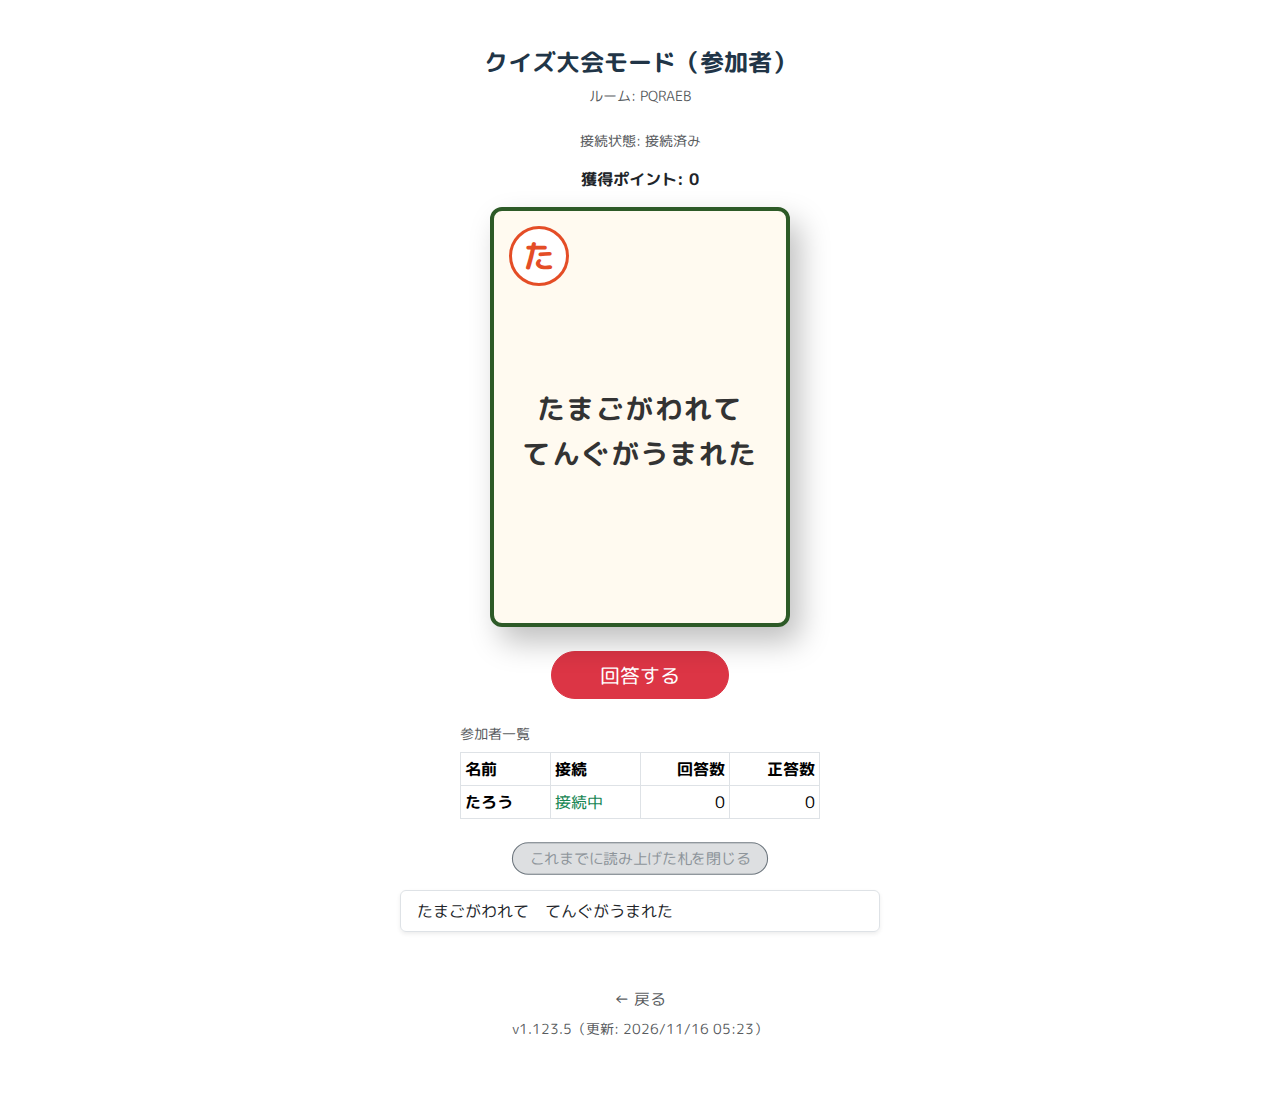 クイズ大会モード（参加者）
ルーム: PQRAEB
接続状態: 接続済み
獲得ポイント: 0
た
たまごがわれて
てんぐがうまれた
回答する
参加者一覧
名前 接続 回答数 正答数
たろう 接続中 0 0
これまでに読み上げた札を閉じる
たまごがわれて　てんぐがうまれた
← 戻る
v1.123.5（更新: 2026/11/16 05:23）